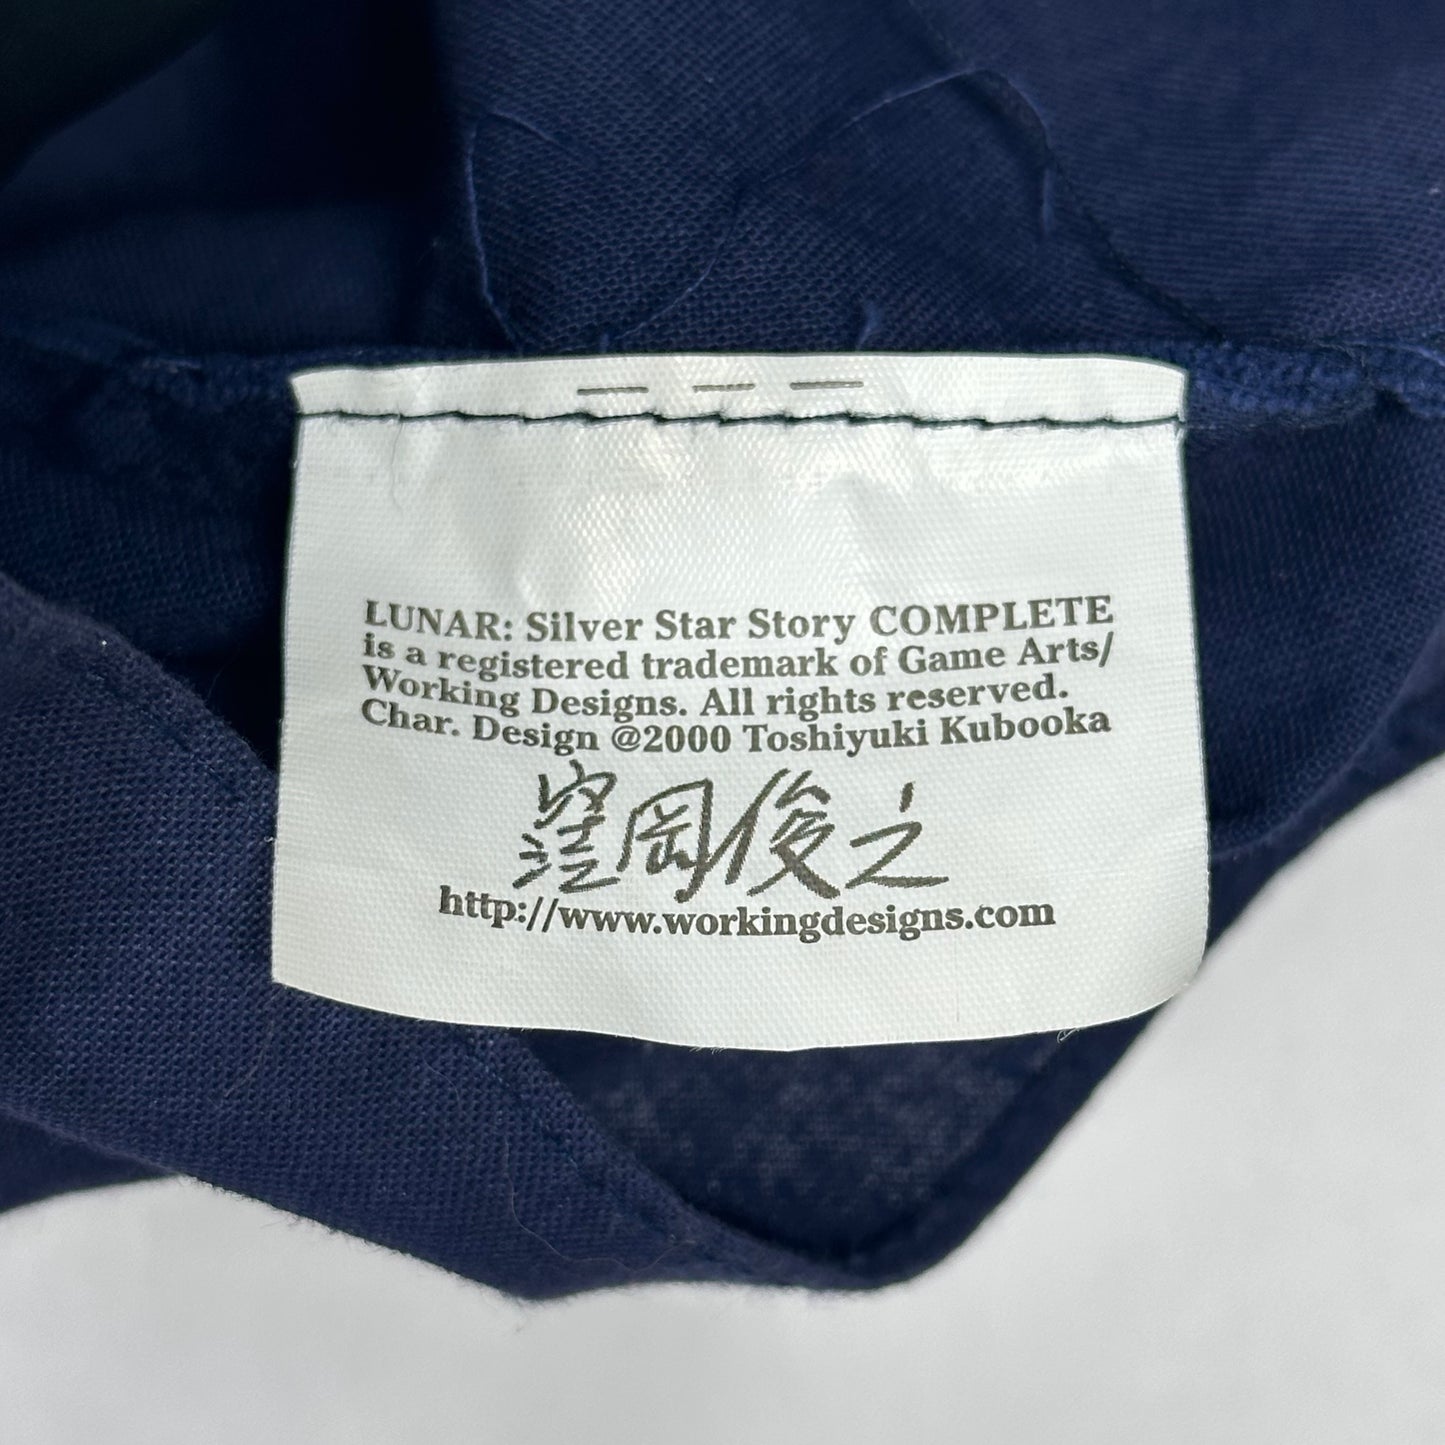 LUNAR: Silver Star Story COMPLETE
is a registered trademark of Game Arts/
Working Designs. All rights reserved.
Char. Design @2000 Toshiyuki Kubooka
窪岡俊之
http://www.workingdesigns.com